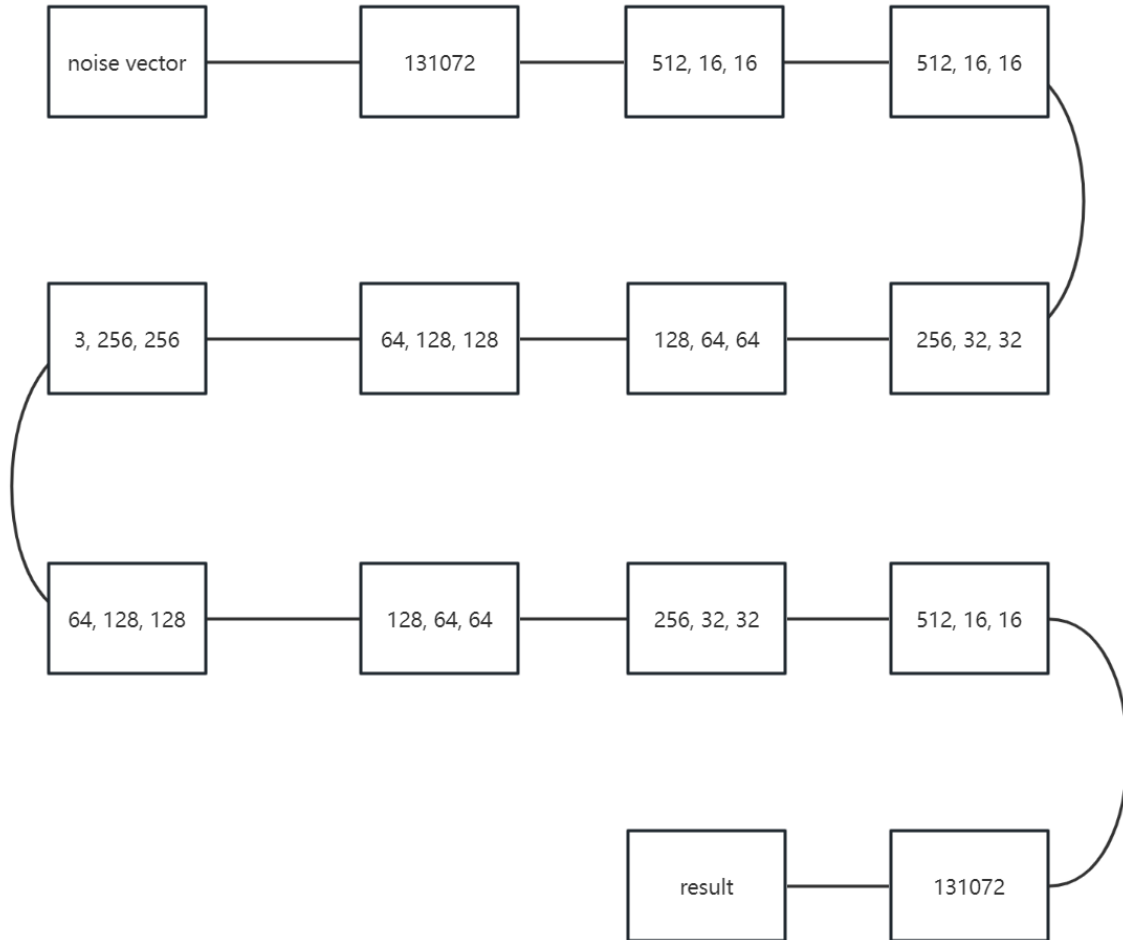 noise vector
131072
512, 16, 16
512, 16, 16
3, 256, 256
64, 128, 128
128, 64, 64
256, 32, 32
64, 128, 128
128, 64, 64
256, 32, 32
512, 16, 16
result
131072